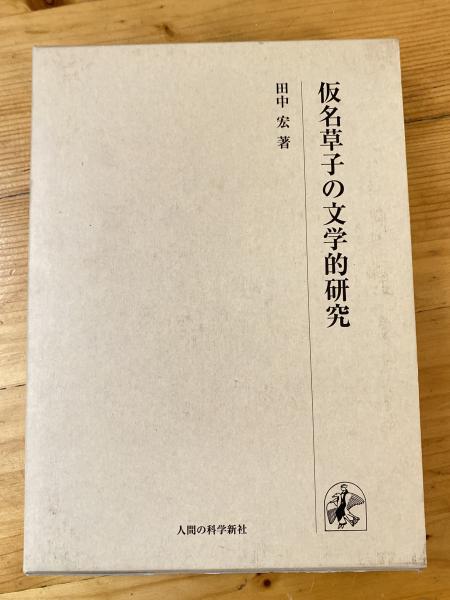 仮名草子の文学的研究
田中 宏 著
人間の科学新社